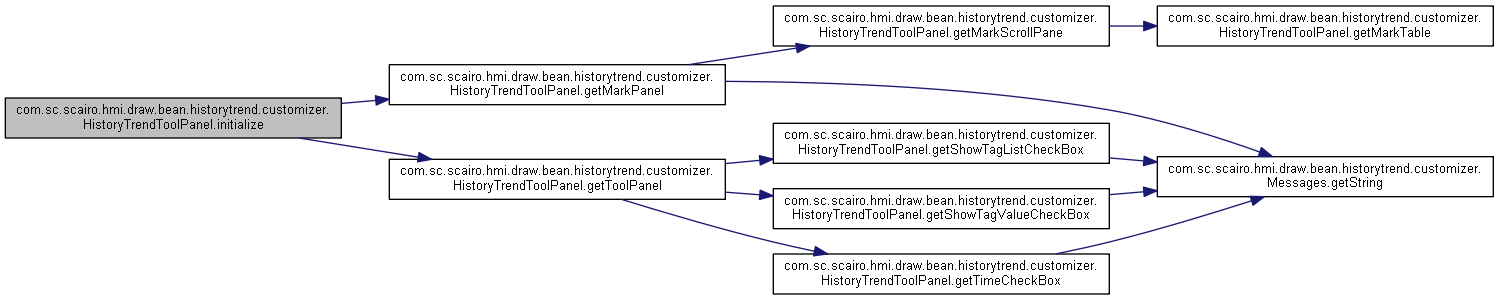 com.sc.scairo.hmi.draw.bean.historytrend.customizer.
HistoryTrendToolPanel.initialize
com.sc.scairo.hmi.draw.bean.historytrend.customizer.
HistoryTrendToolPanel.getMarkPanel
com.sc.scairo.hmi.draw.bean.historytrend.customizer.
HistoryTrendToolPanel.getMarkScrollPane
com.sc.scairo.hmi.draw.bean.historytrend.customizer.
HistoryTrendToolPanel.getMarkTable
com.sc.scairo.hmi.draw.bean.historytrend.customizer.
HistoryTrendToolPanel.getToolPanel
com.sc.scairo.hmi.draw.bean.historytrend.customizer.
HistoryTrendToolPanel.getShowTagListCheckBox
com.sc.scairo.hmi.draw.bean.historytrend.customizer.
HistoryTrendToolPanel.getShowTagValueCheckBox
com.sc.scairo.hmi.draw.bean.historytrend.customizer.
HistoryTrendToolPanel.getTimeCheckBox
com.sc.scairo.hmi.draw.bean.historytrend.customizer.
Messages.getString